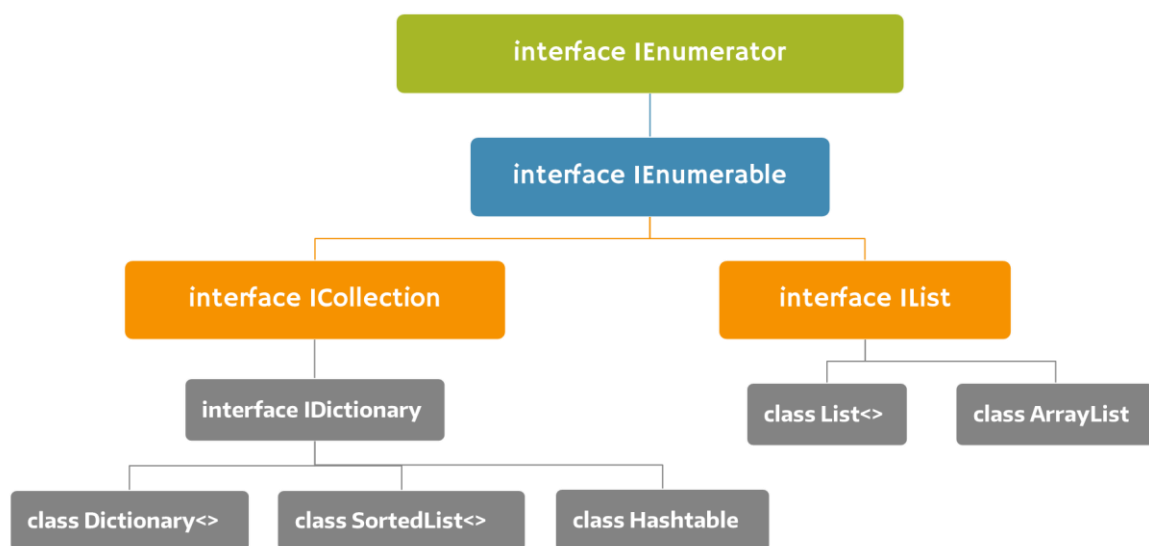 interface IEnumerator
interface IEnumerable
interface ICollection
interface IList
interface IDictionary
class List<>
class ArrayList
class Dictionary<>
class SortedList<>
class Hashtable